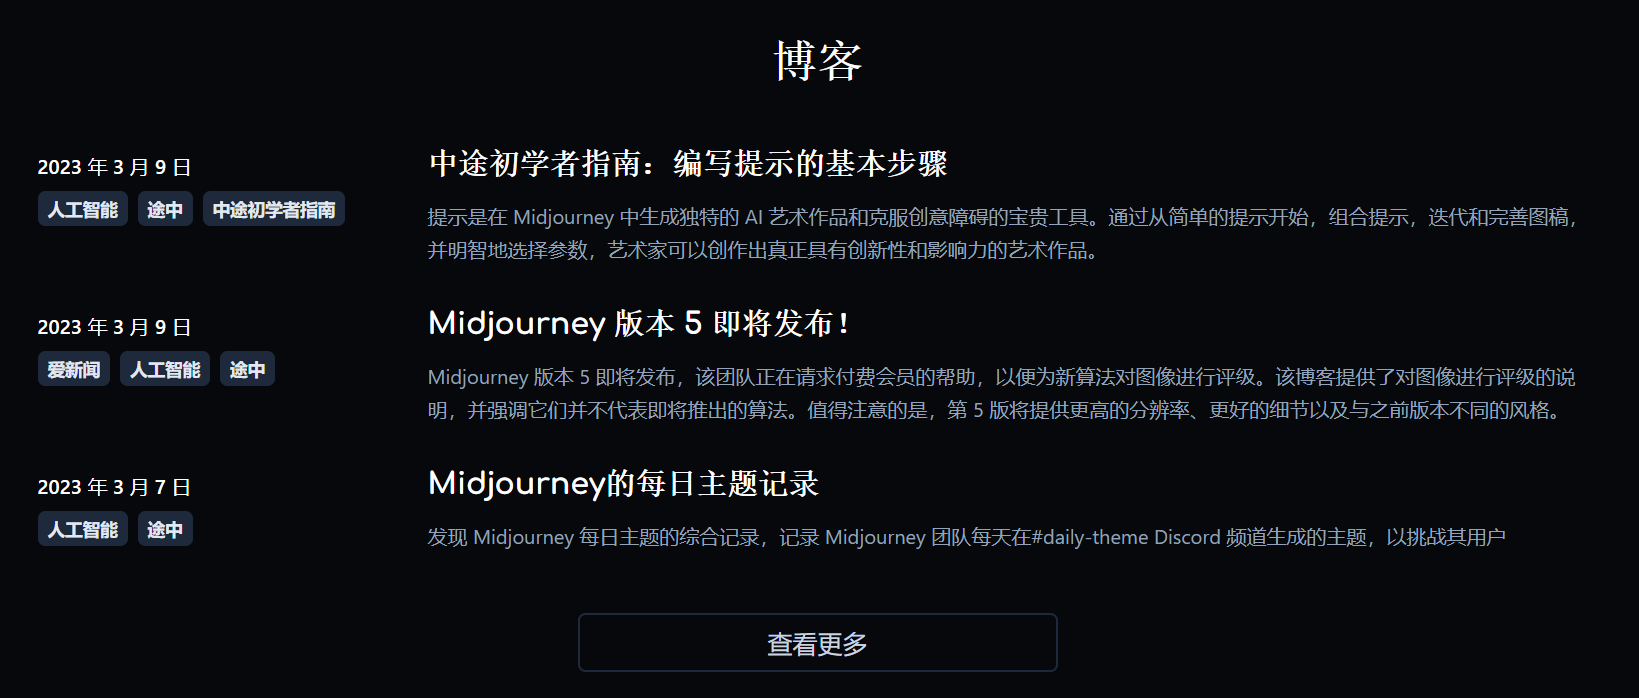 博客
2023 年 3 月 9 日
人工智能 途中 中途初学者指南
中途初学者指南：编写提示的基本步骤
提示是在 Midjourney 中生成独特的 AI 艺术作品和克服创意障碍的宝贵工具。通过从简单的提示开始，组合提示，迭代和完善图稿，
并明智地选择参数，艺术家可以创作出真正具有创新性和影响力的艺术作品。
2023 年 3 月 9 日
爱新闻 人工智能 途中
Midjourney 版本 5 即将发布！
Midjourney 版本 5 即将发布，该团队正在请求付费会员的帮助，以便为新算法对图像进行评级。该博客提供了对图像进行评级的说
明，并强调它们并不代表即将推出的算法。值得注意的是，第 5 版将提供更高的分辨率、更好的细节以及与之前版本不同的风格。
2023 年 3 月 7 日
人工智能 途中
Midjourney的每日主题记录
发现 Midjourney 每日主题的综合记录，记录 Midjourney 团队每天在#daily-theme Discord 频道生成的主题，以挑战其用户
查看更多